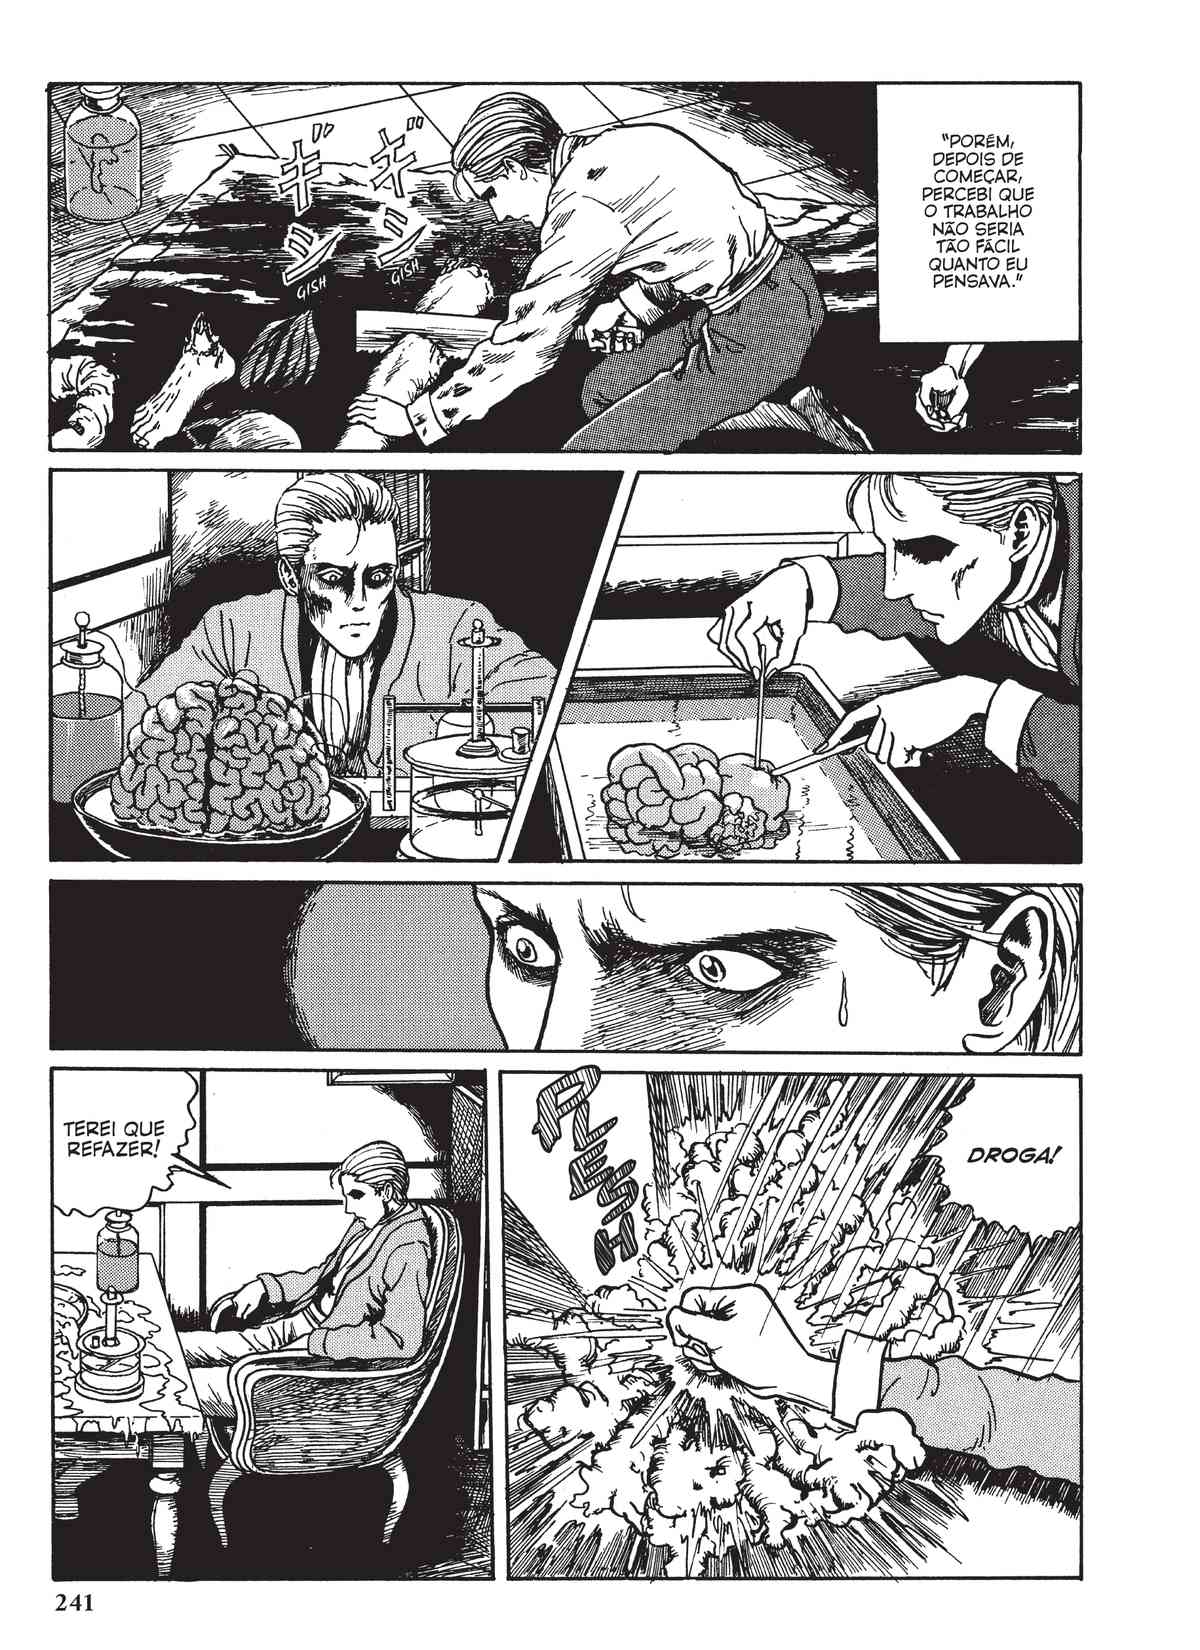 "PORÉM,
DEPOIS DE
COMEÇAR,
PERCEBI QUE
O TRABALHO
NÃO SERIA
TÃO FÁCIL
QUANTO EU
PENSAVA."
ギシ
GISH
ギシ
GISH
TEREI QUE
REFAZER!
PLESH
DROGA!
241